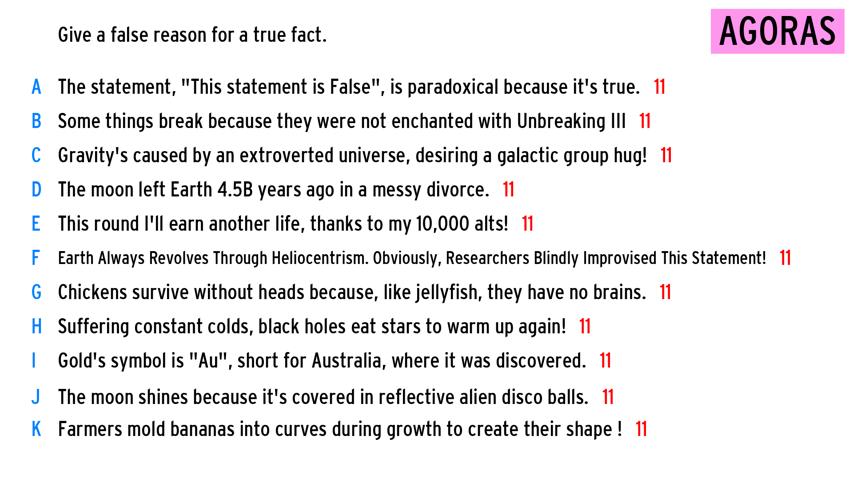 Give a false reason for a true fact.
AGORAS
A The statement, "This statement is False", is paradoxical because it's true. 11
B Some things break because they were not enchanted with Unbreaking III 11
C Gravity's caused by an extroverted universe, desiring a galactic group hug! 11
D The moon left Earth 4.5B years ago in a messy divorce. 11
E This round I'll earn another life, thanks to my 10,000 alts! 11
F Earth Always Revolves Through Heliocentrism. Obviously, Researchers Blindly Improvised This Statement! 11
G Chickens survive without heads because, like jellyfish, they have no brains. 11
H Suffering constant colds, black holes eat stars to warm up again! 11
I Gold's symbol is "Au", short for Australia, where it was discovered. 11
J The moon shines because it's covered in reflective alien disco balls. 11
K Farmers mold bananas into curves during growth to create their shape ! 11